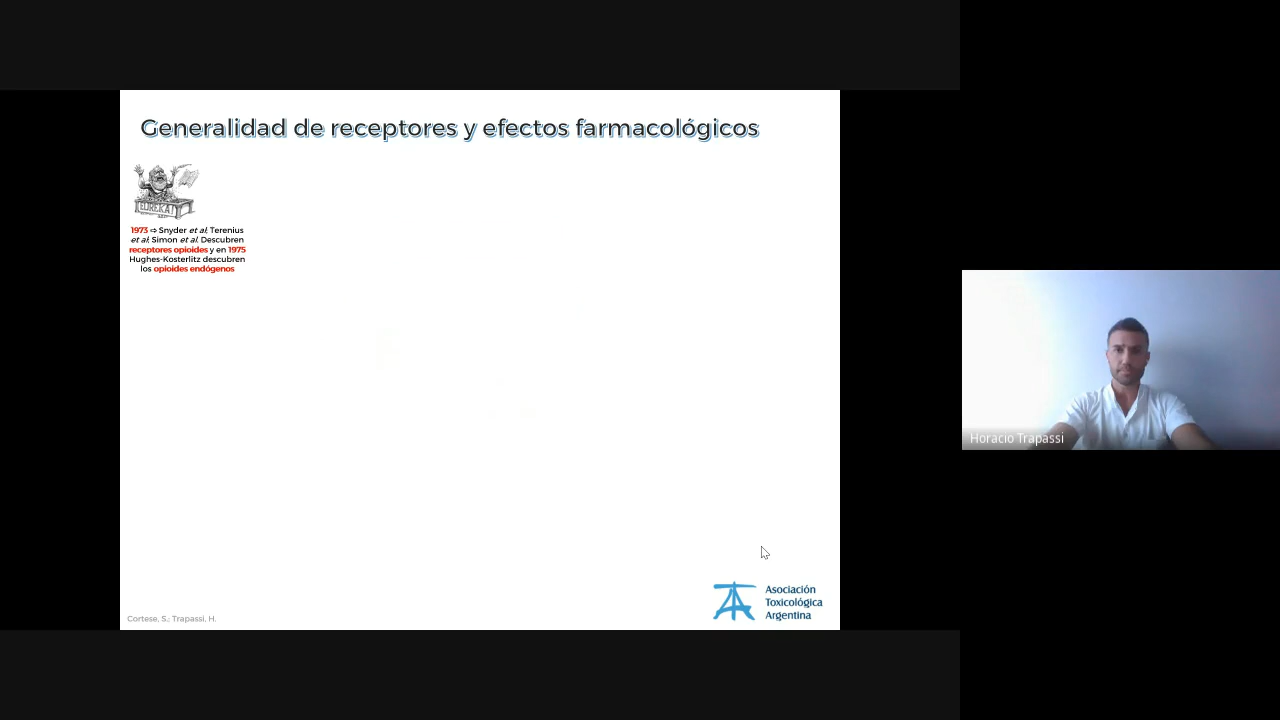 Generalidad de receptores y efectos farmacológicos
EUREKA!
1973 ⇨ Snyder et al; Terenius
et al; Simon et al. Descubren
receptores opioides y en 1975
Hughes-Kosterlitz descubren
los opioides endógenos
Horacio Trapassi
Asociación
Toxicológica
Argentina
Cortese, S.; Trapassi, H.